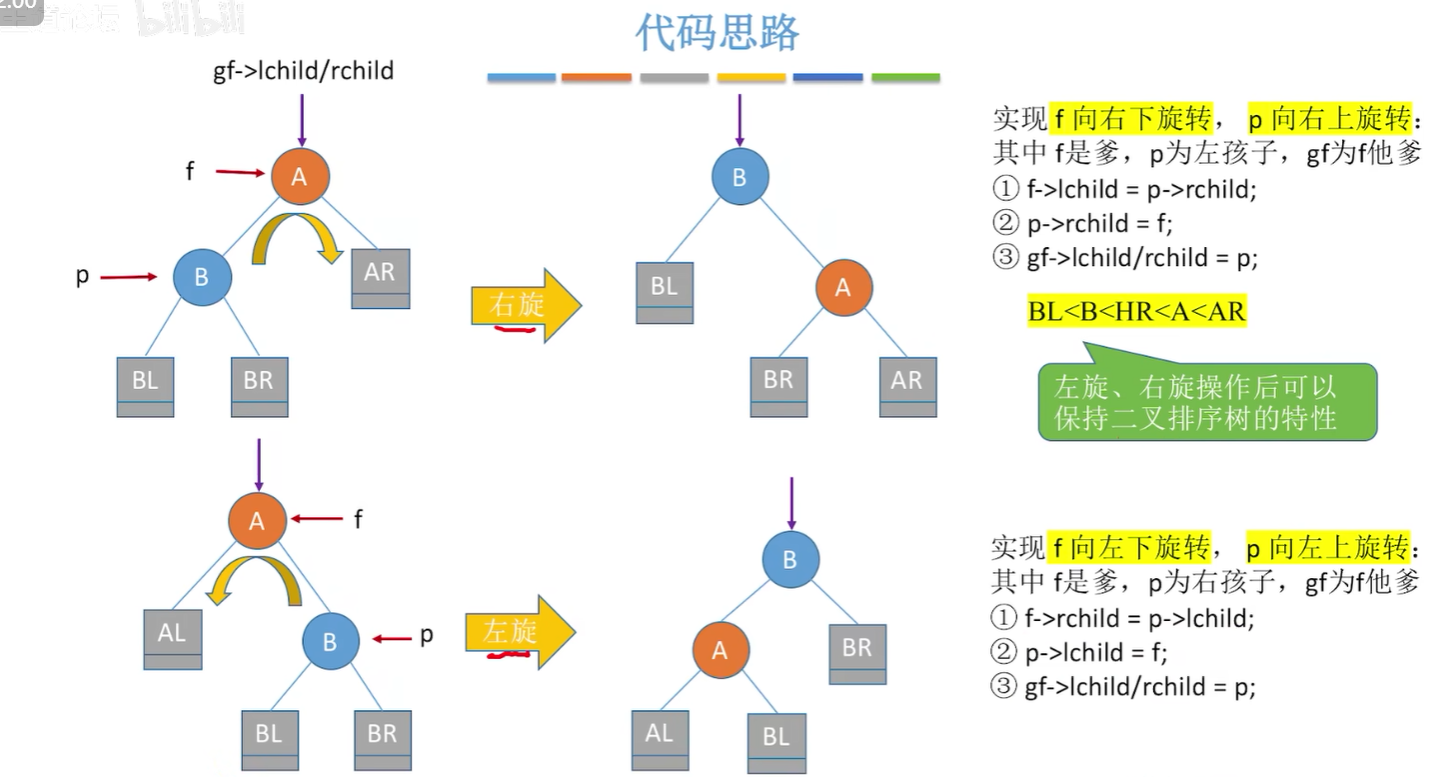 2:00
bilibili
代码思路
gf->lchild/rchild
f
A
p
B
AR
BL
BR
右旋
B
BL
A
BR
AR
实现 f 向右下旋转， p 向右上旋转：
其中 f是爹，p为左孩子，gf为f他爹
① f->lchild = p->rchild;
② p->rchild = f;
③ gf->lchild/rchild = p;
BL<B<HR<A<AR
左旋、右旋操作后可以
保持二叉排序树的特性
A
f
AL
B
p
BL
BR
左旋
B
A
BR
AL
BL
实现 f 向左下旋转， p 向左上旋转：
其中 f是爹，p为右孩子，gf为f他爹
① f->rchild = p->lchild;
② p->lchild = f;
③ gf->lchild/rchild = p;